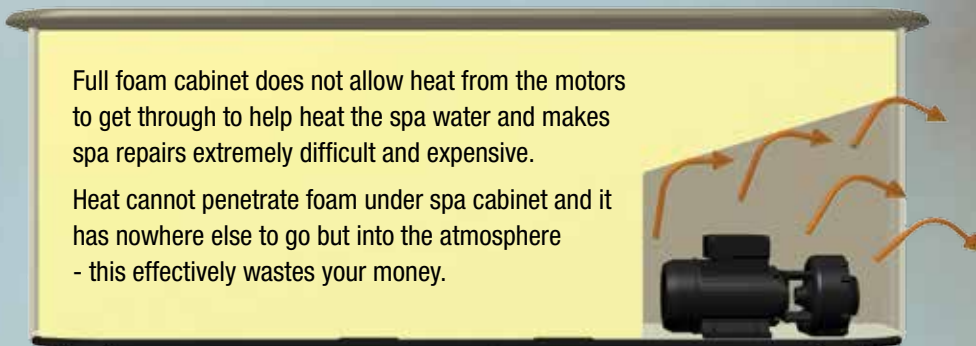 Full foam cabinet does not allow heat from the motors
to get through to help heat the spa water and makes
spa repairs extremely difficult and expensive.
Heat cannot penetrate foam under spa cabinet and it
has nowhere else to go but into the atmosphere
- this effectively wastes your money.